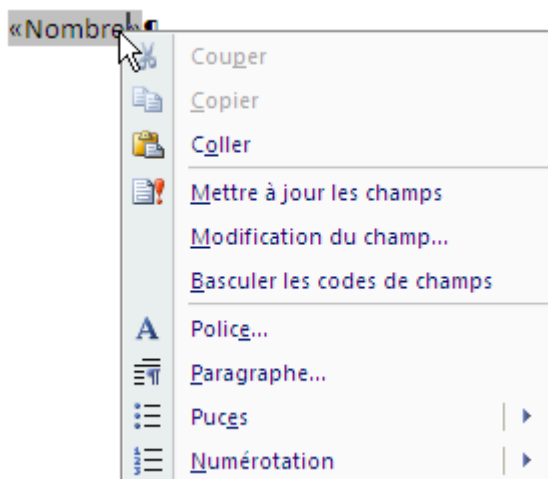 «Nombre»¶
Couper
Copier
Coller
Mettre à jour les champs
Modification du champ...
Basculer les codes de champs
Police...
Paragraphe...
Puces
Numérotation